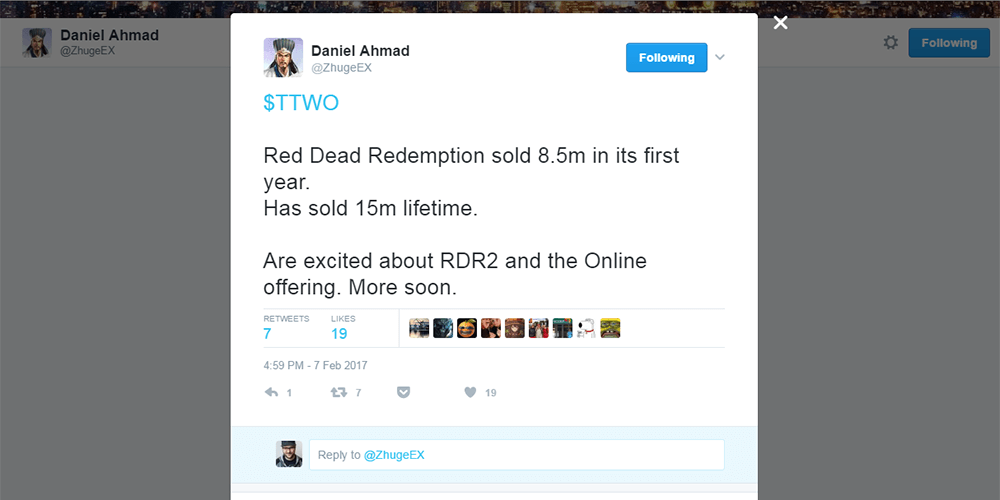 Daniel Ahmad
@ZhugeEX
Following
Daniel Ahmad
@ZhugeEX
Following
$TTWO
Red Dead Redemption sold 8.5m in its first
year.
Has sold 15m lifetime.
Are excited about RDR2 and the Online
offering. More soon.
RETWEETS LIKES
7 19
4:59 PM - 7 Feb 2017
1 7 19
Reply to @ZhugeEX